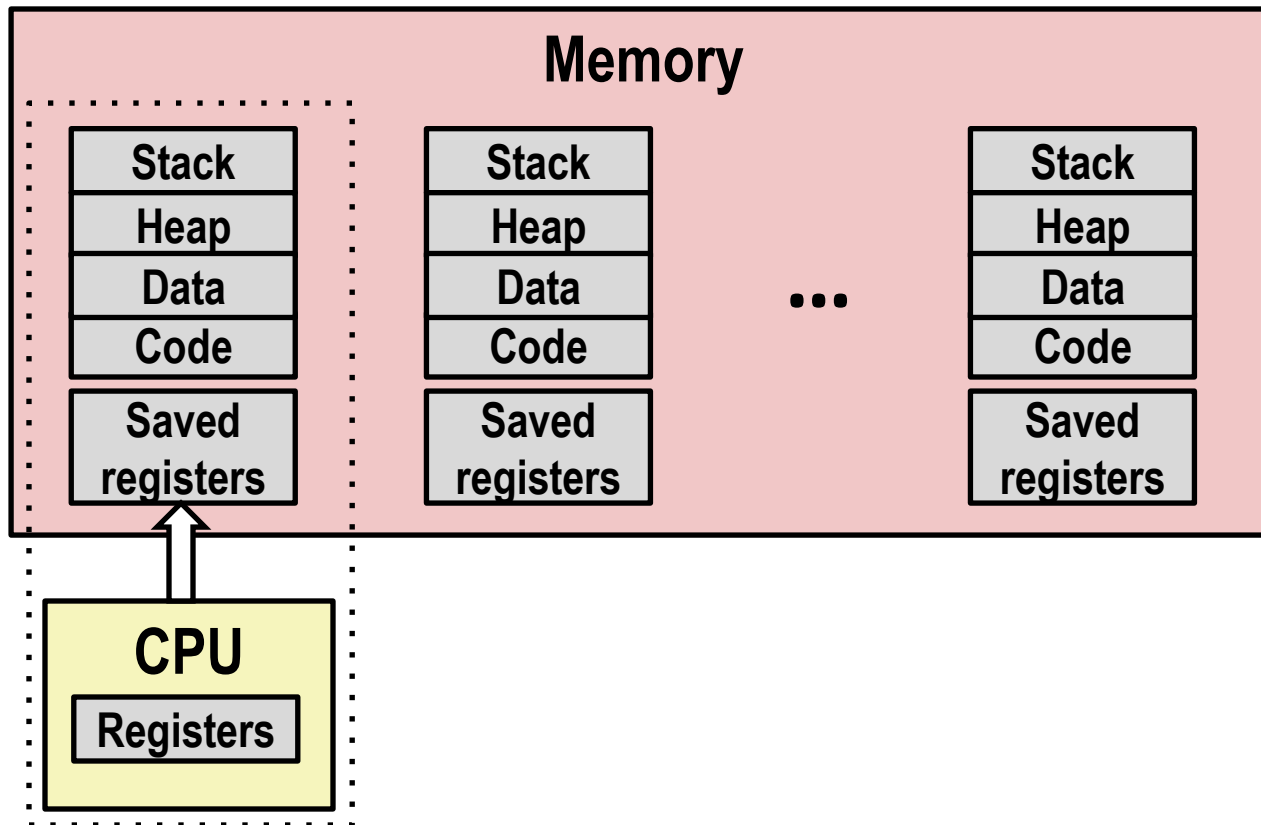 Memory
Stack
Heap
Data
Code
Saved
registers
Stack
Heap
Data
Code
Saved
registers
...
Stack
Heap
Data
Code
Saved
registers
CPU
Registers